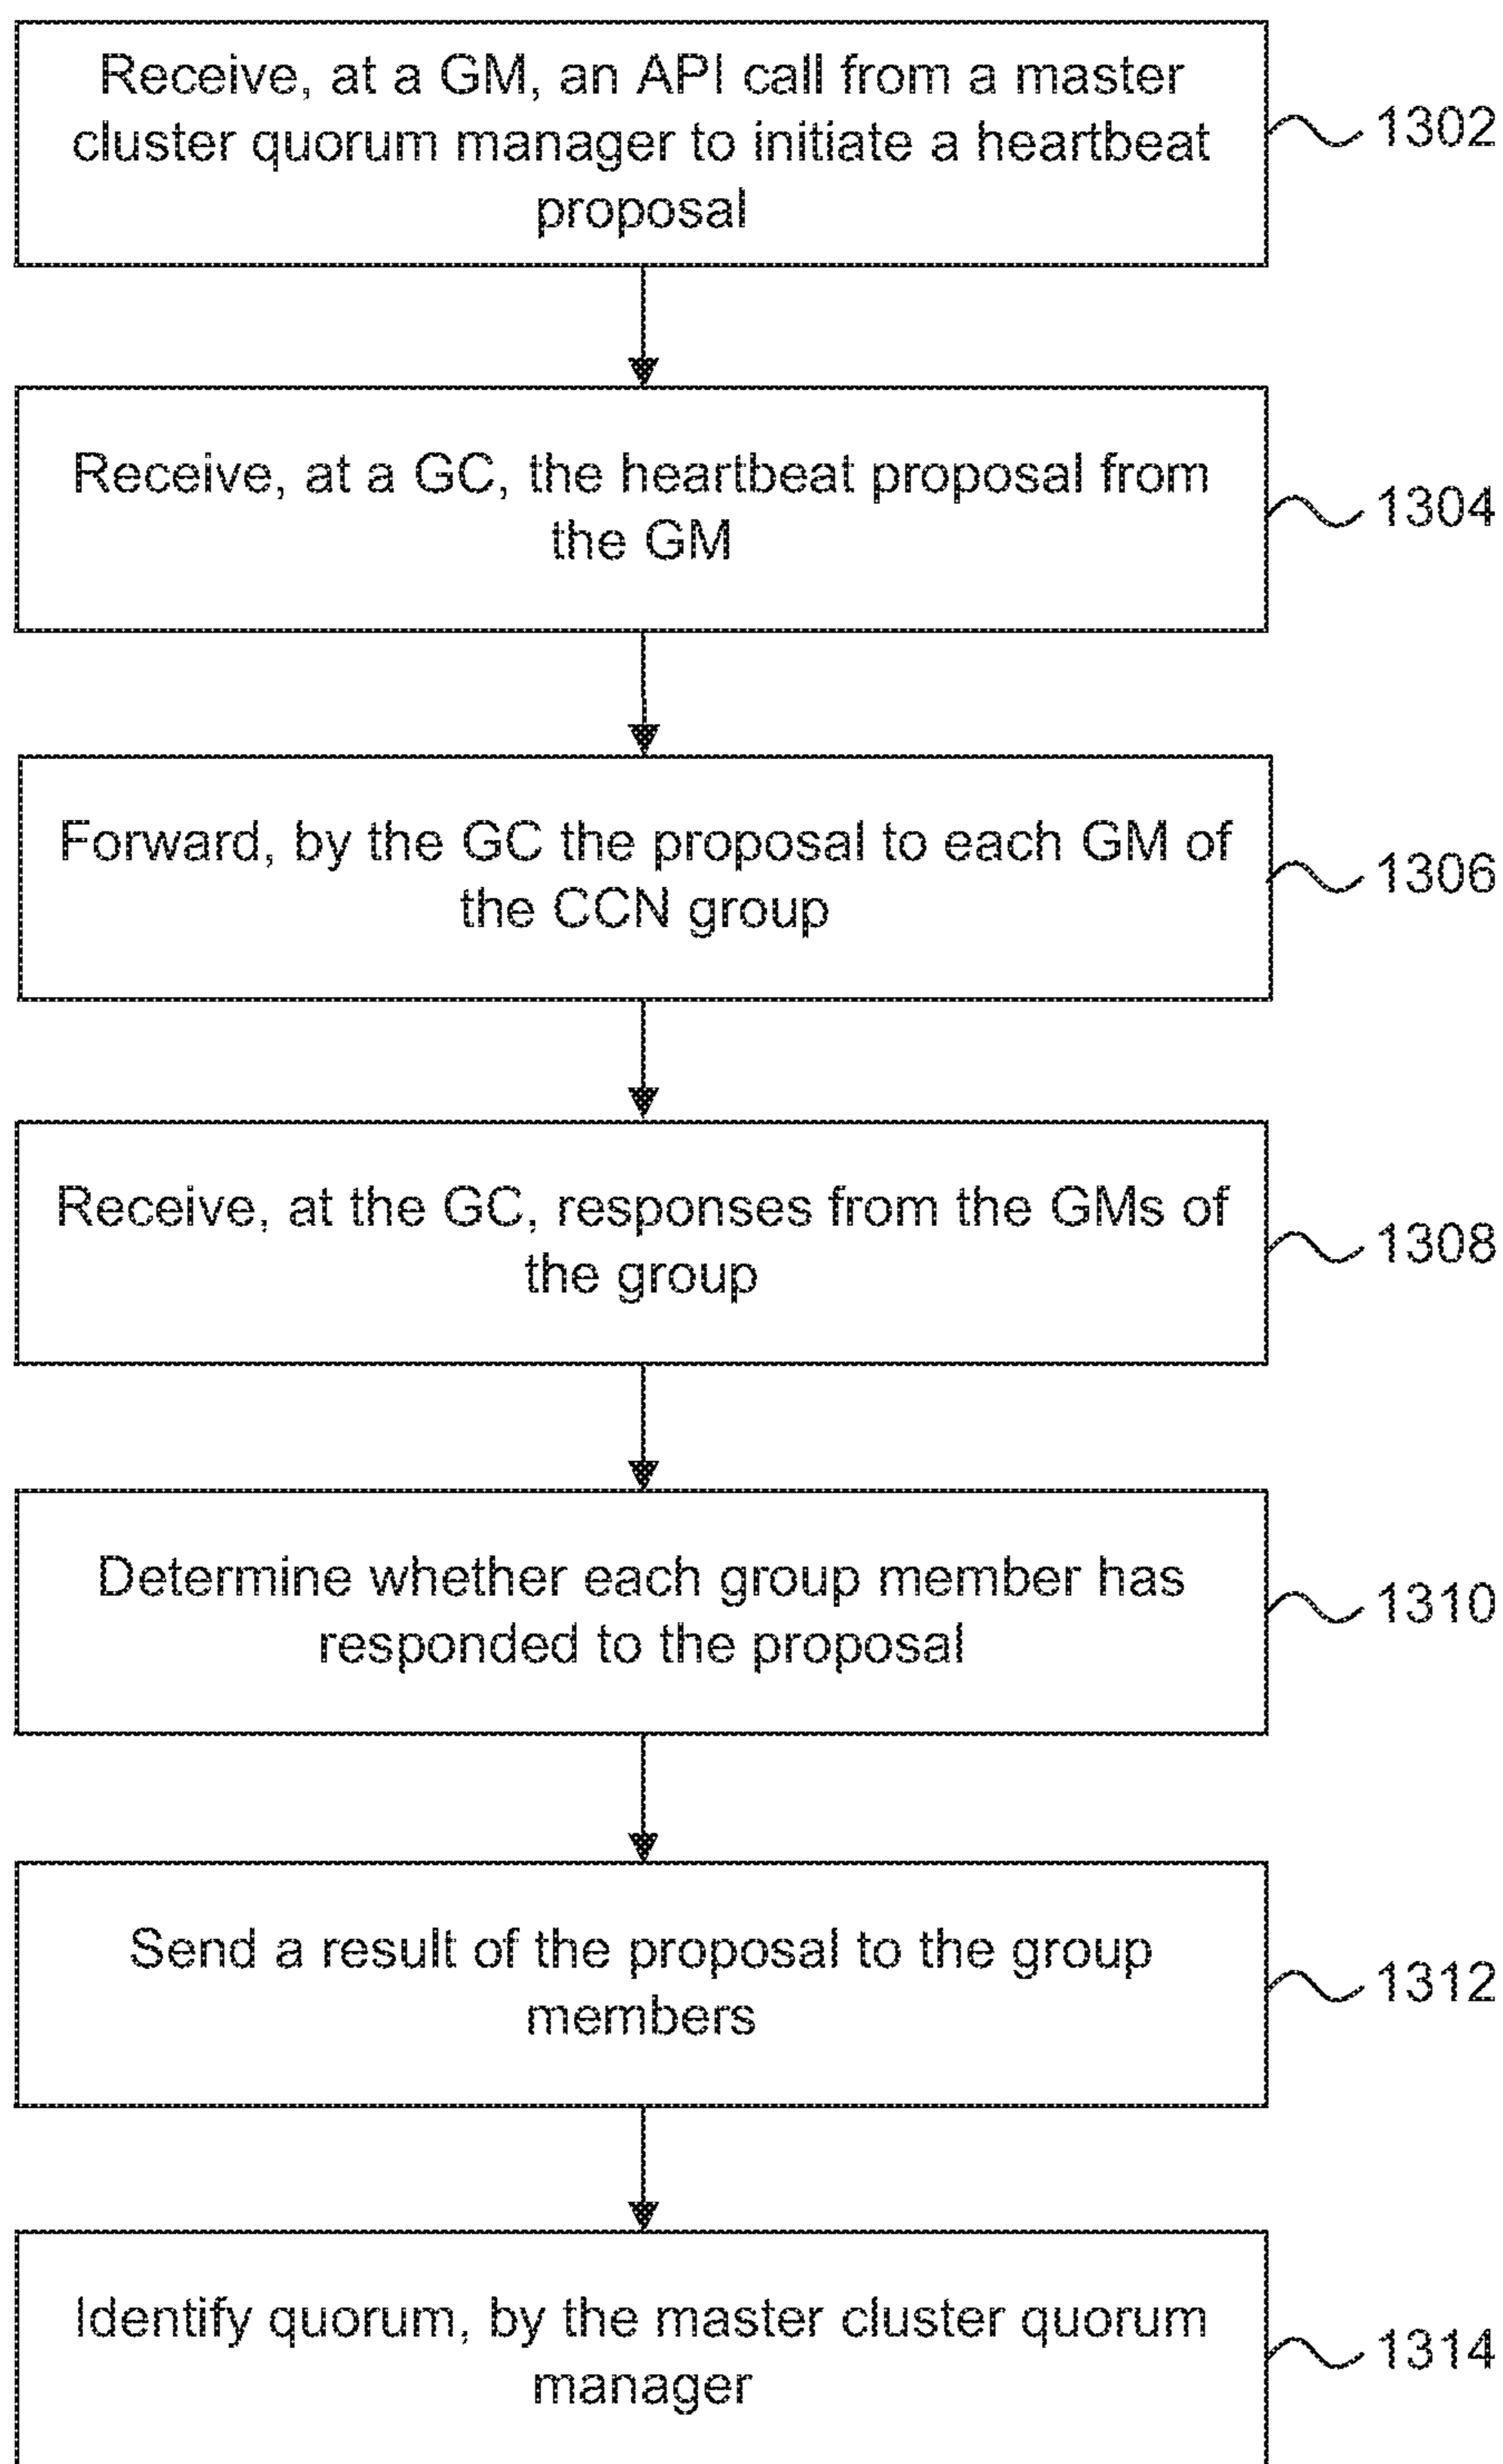 Receive, at a GM, an API call from a master
cluster quorum manager to initiate a heartbeat
proposal
1302
Receive, at a GC, the heartbeat proposal from
the GM
1304
Forward, by the GC the proposal to each GM of
the CCN group
1306
Receive, at the GC, responses from the GMs of
the group
1308
Determine whether each group member has
responded to the proposal
1310
Send a result of the proposal to the group
members
1312
Identify quorum, by the master cluster quorum
manager
1314